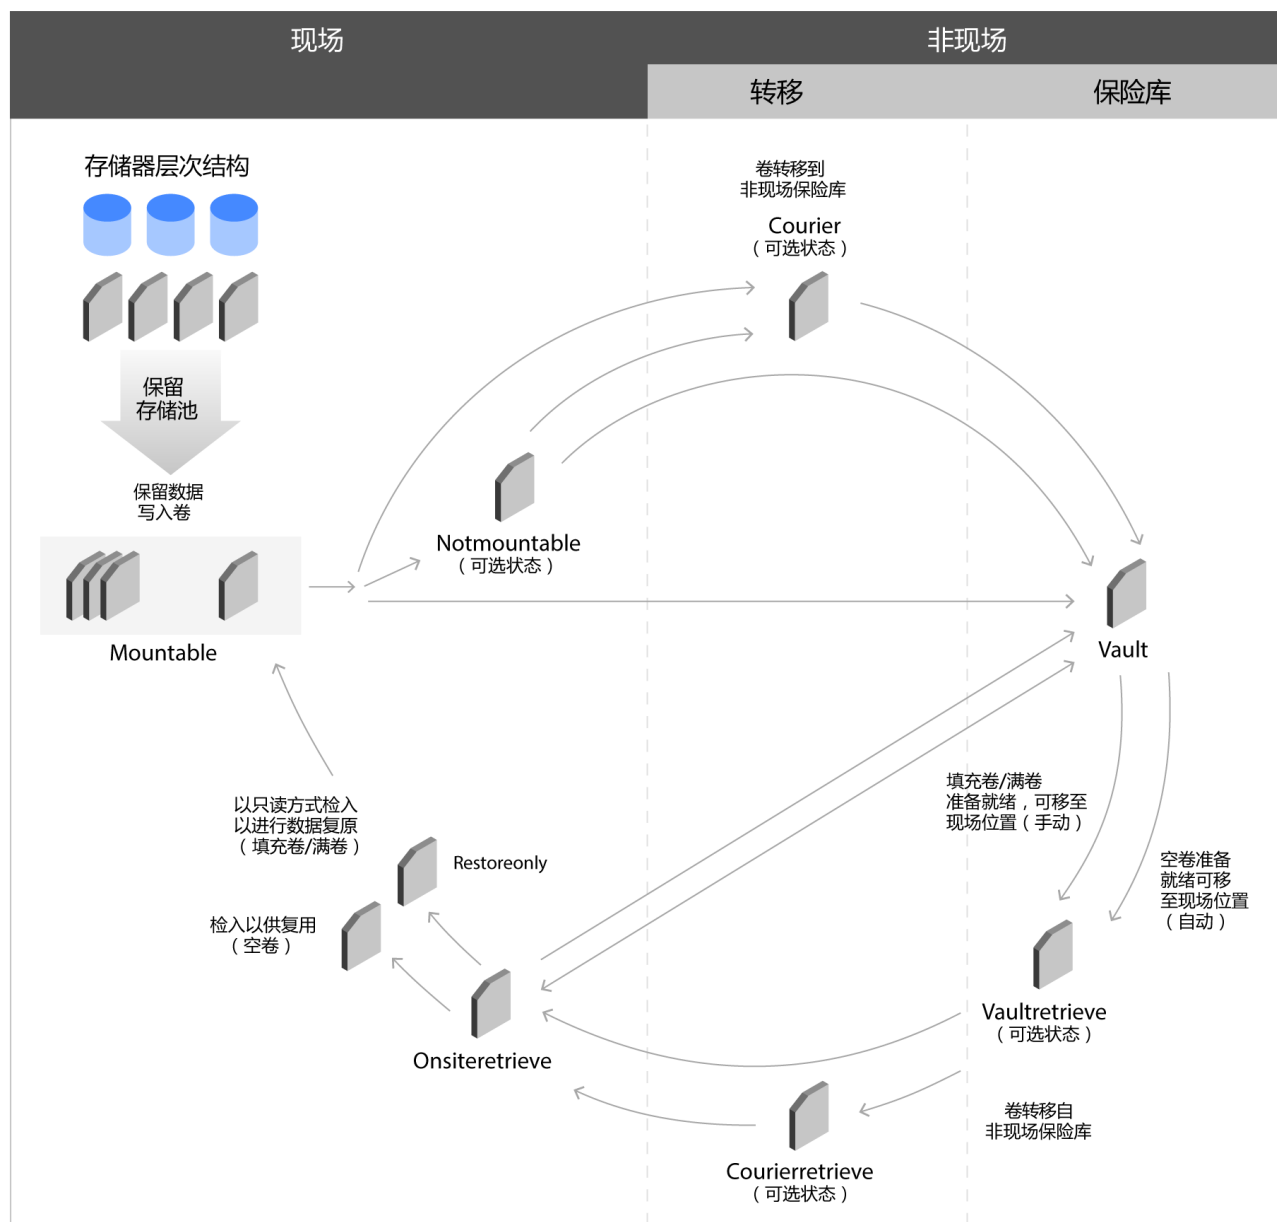 现场
非现场
转移
保险库
存储器层次结构
保留
存储池
保留数据
写入卷
Mountable
卷转移到
非现场保险库
Courier
（可选状态）
Notmountable
（可选状态）
Vault
填充卷/满卷
准备就绪，可移至
现场位置（手动）
空卷准备
就绪可移
至现场位置
（自动）
以只读方式检入
以进行数据复原
（填充卷/满卷）
Restoreonly
检入以供复用
（空卷）
Onsiteretrieve
Vaultretrieve
（可选状态）
卷转移自
非现场保险库
Courierretrieve
（可选状态）